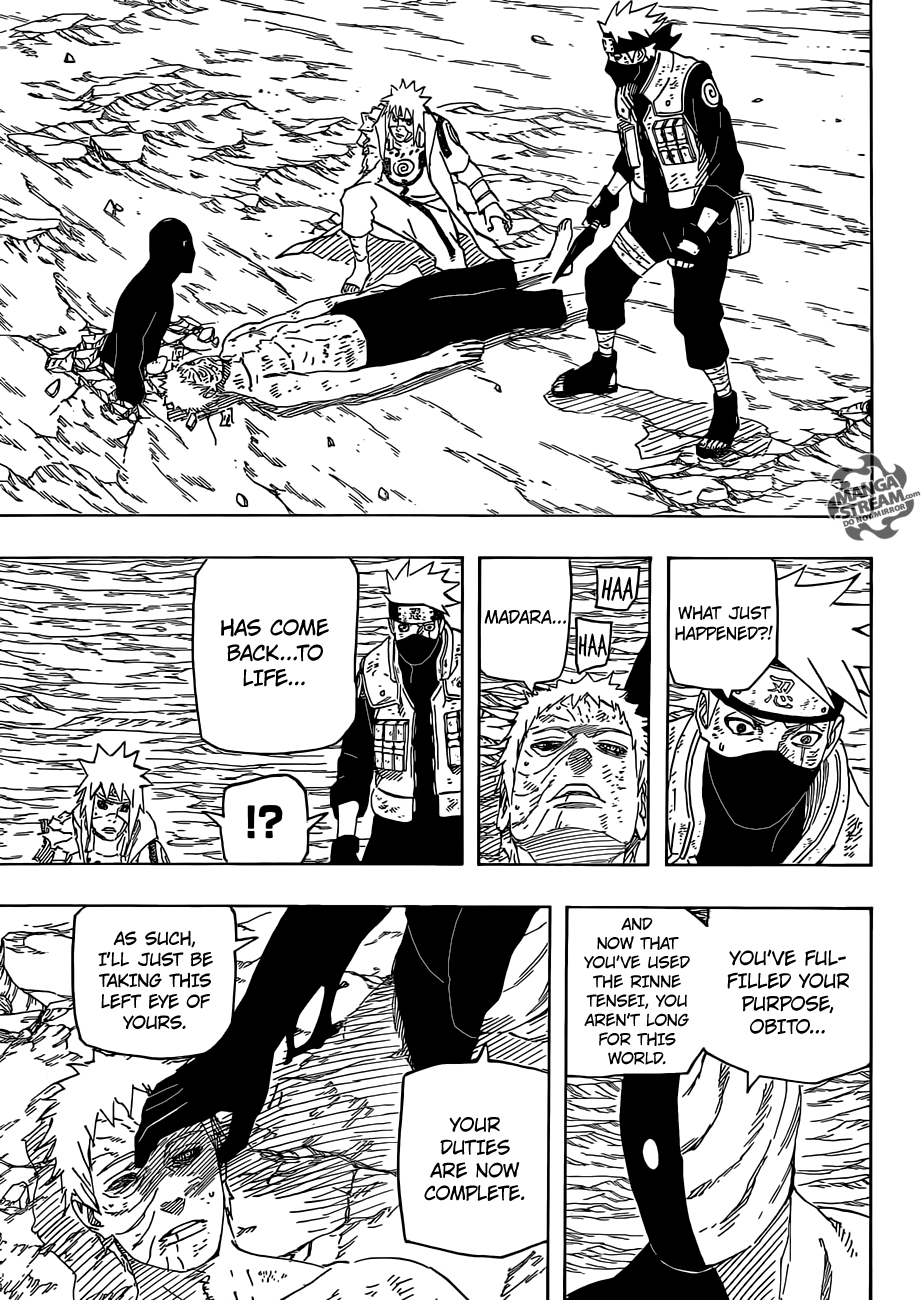 MANGA
STREAM.com
DO NOT MIRROR
WHAT JUST
HAPPENED?!
忍
HAA
HAA
MADARA...
HAS COME
BACK...TO
LIFE...
忍
!?
YOU'VE FUL-
FILLED YOUR
PURPOSE,
OBITO...
AND
NOW THAT
YOU'VE USED
THE RINNE
TENSEI, YOU
AREN'T LONG
FOR THIS
WORLD.
AS SUCH,
I'LL JUST BE
TAKING THIS
LEFT EYE OF
YOURS.
YOUR
DUTIES
ARE NOW
COMPLETE.